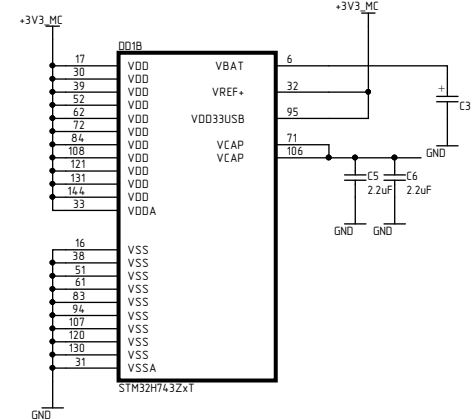 +3V3_MC
+3V3_MC
DD1B
17 VDD VBAT 6
30 VDD
39 VDD VREF+ 32
52 VDD
62 VDD VDD33USB 95
72 VDD
84 VDD VCAP 71
108 VDD VCAP 106
121 VDD
131 VDD
144 VDD
33 VDDA
+ C3
GND
C5 C6
2.2uF 2.2uF
GND GND
16 VSS
38 VSS
51 VSS
61 VSS
83 VSS
94 VSS
107 VSS
120 VSS
130 VSS
31 VSSA
STM32H743ZxT
GND